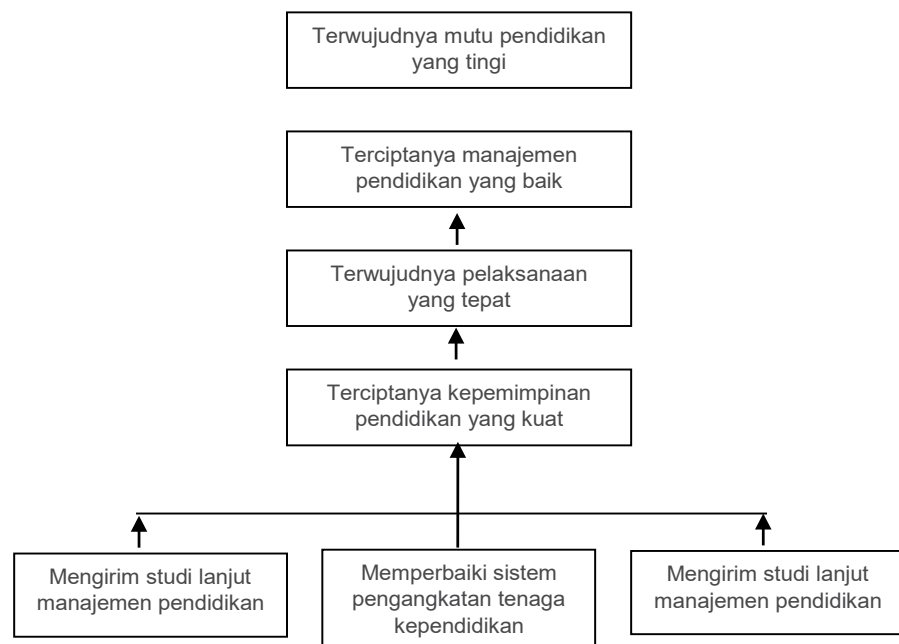 Terwujudnya mutu pendidikan
yang tingi
Terciptanya manajemen
pendidikan yang baik
Terwujudnya pelaksanaan
yang tepat
Terciptanya kepemimpinan
pendidikan yang kuat
Mengirim studi lanjut
manajemen pendidikan
Memperbaiki sistem
pengangkatan tenaga
kependidikan
Mengirim studi lanjut
manajemen pendidikan